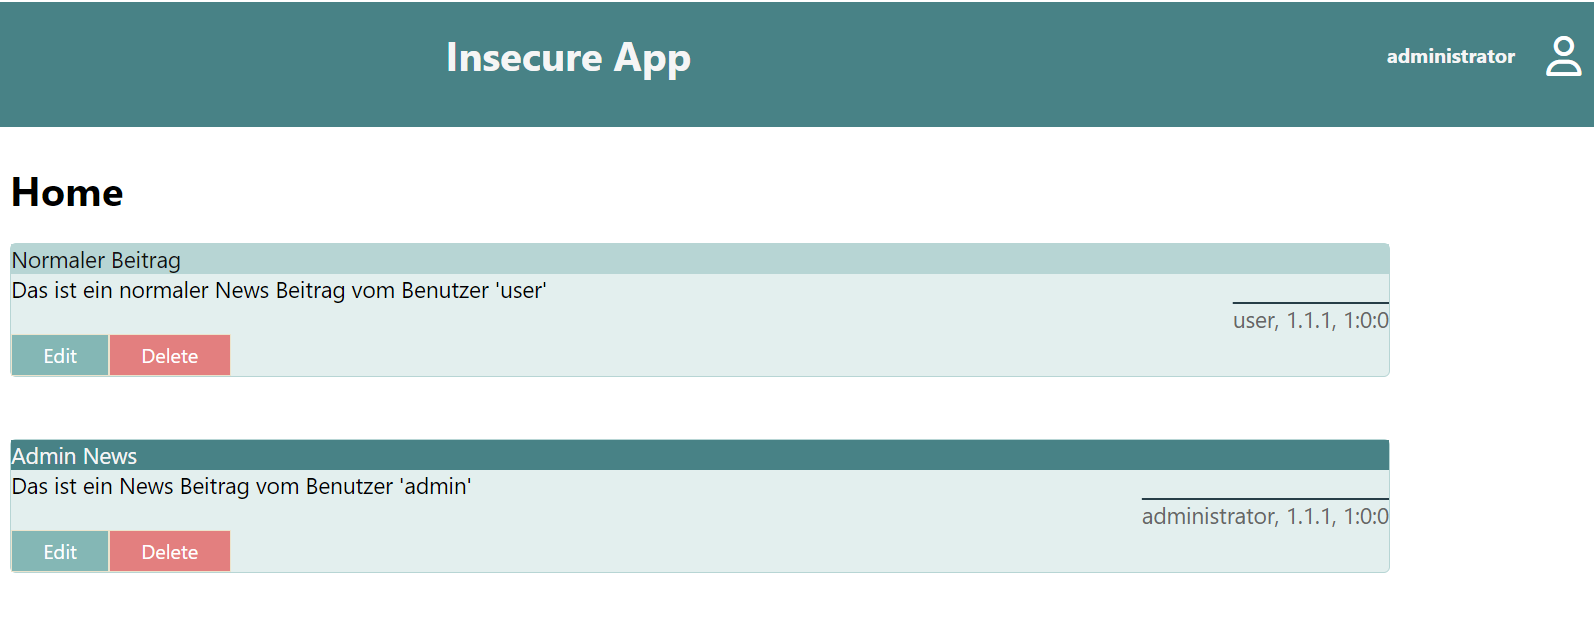 Insecure App
administrator
Home
Normaler Beitrag
Das ist ein normaler News Beitrag vom Benutzer 'user'
user, 1.1.1, 1:0:0
Edit Delete
Admin News
Das ist ein News Beitrag vom Benutzer 'admin'
administrator, 1.1.1, 1:0:0
Edit Delete